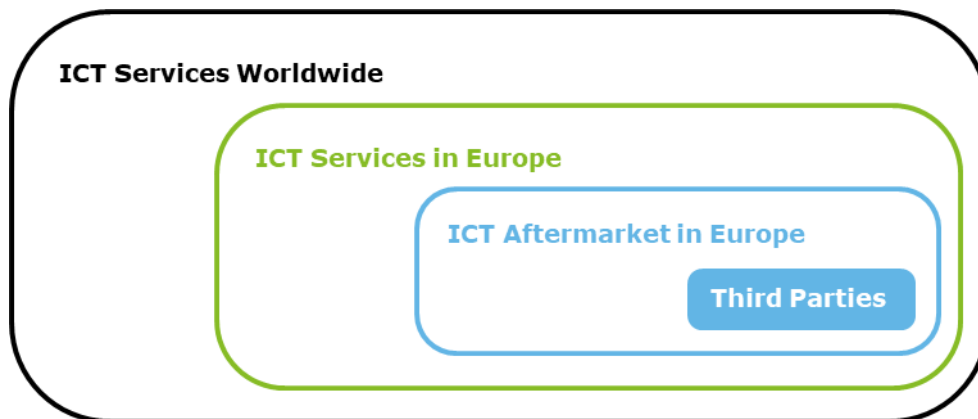 ICT Services Worldwide
ICT Services in Europe
ICT Aftermarket in Europe
Third Parties